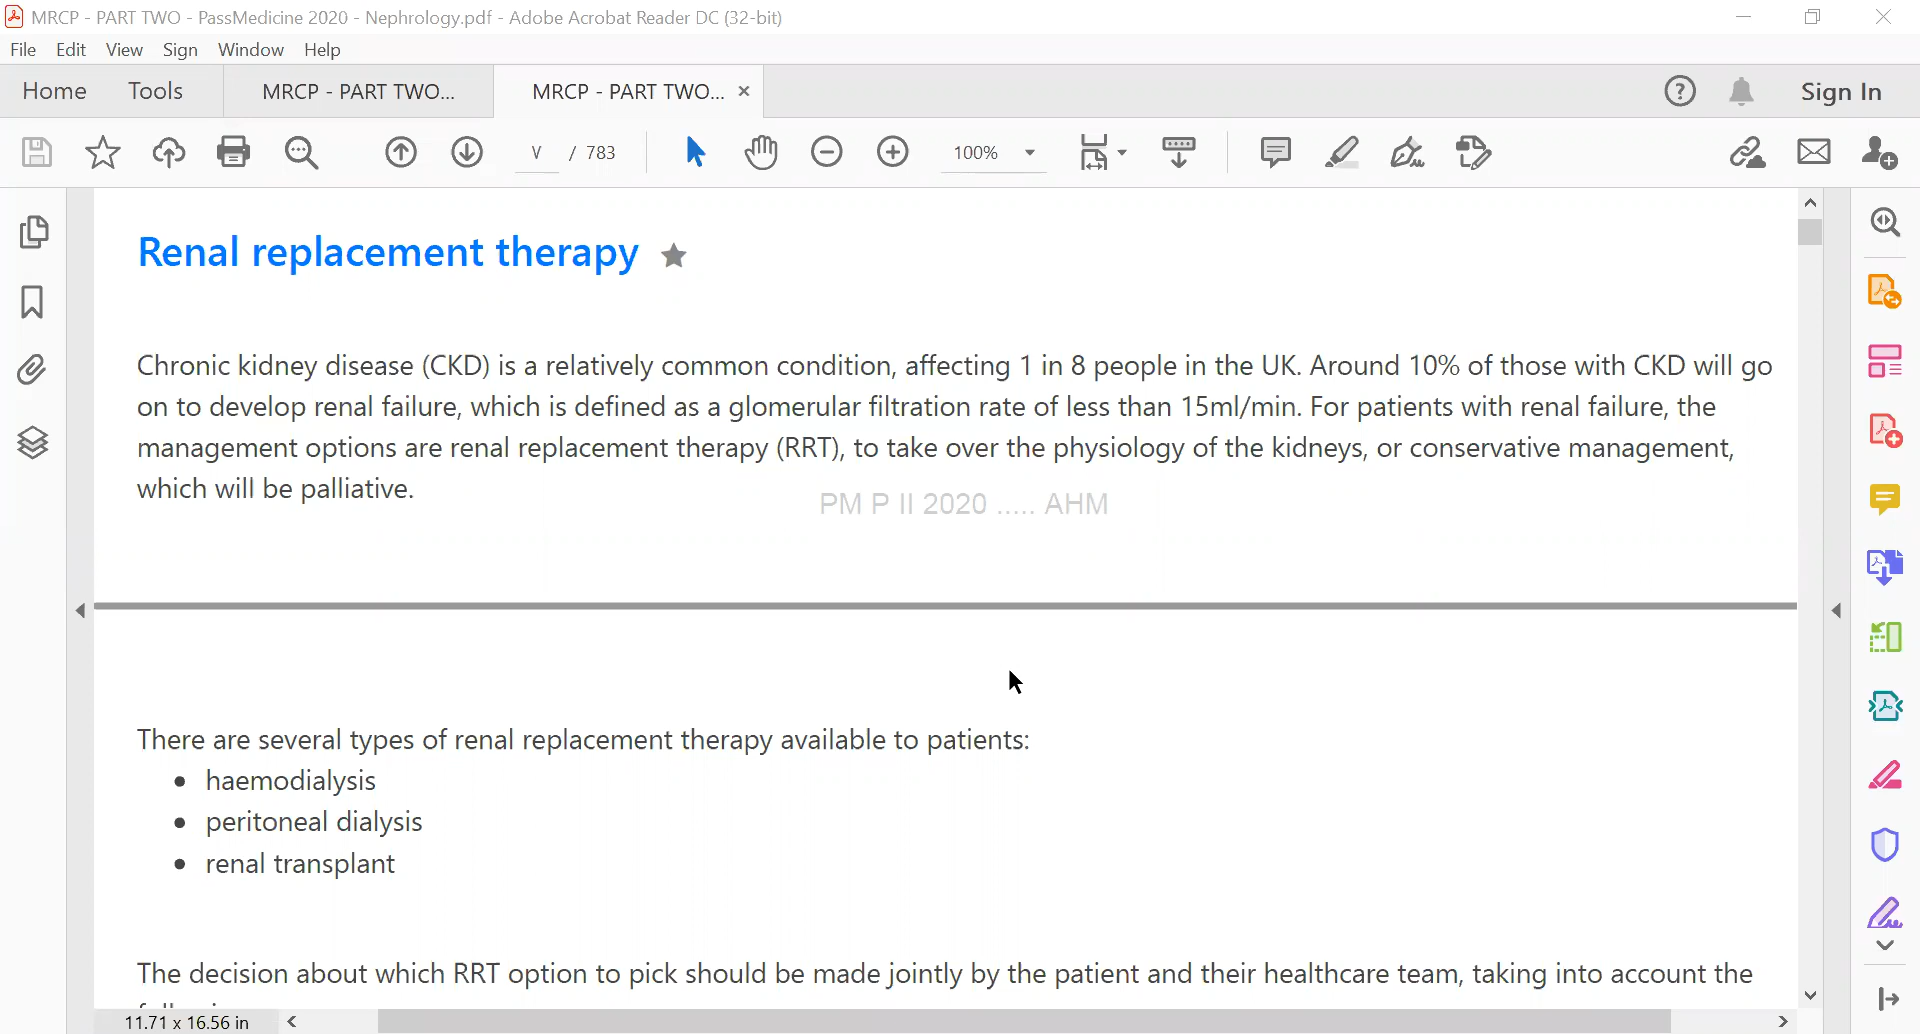 MRCP - PART TWO - PassMedicine 2020 - Nephrology.pdf - Adobe Acrobat Reader DC (32-bit)
File Edit View Sign Window Help
Home Tools MRCP - PART TWO... MRCP - PART TWO... × Sign In
V / 783 100%
Renal replacement therapy
Chronic kidney disease (CKD) is a relatively common condition, affecting 1 in 8 people in the UK. Around 10% of those with CKD will go
on to develop renal failure, which is defined as a glomerular filtration rate of less than 15ml/min. For patients with renal failure, the
management options are renal replacement therapy (RRT), to take over the physiology of the kidneys, or conservative management,
which will be palliative.
PM P II 2020 ..... AHM
There are several types of renal replacement therapy available to patients:
• haemodialysis
• peritoneal dialysis
• renal transplant
The decision about which RRT option to pick should be made jointly by the patient and their healthcare team, taking into account the
11.71 x 16.56 in